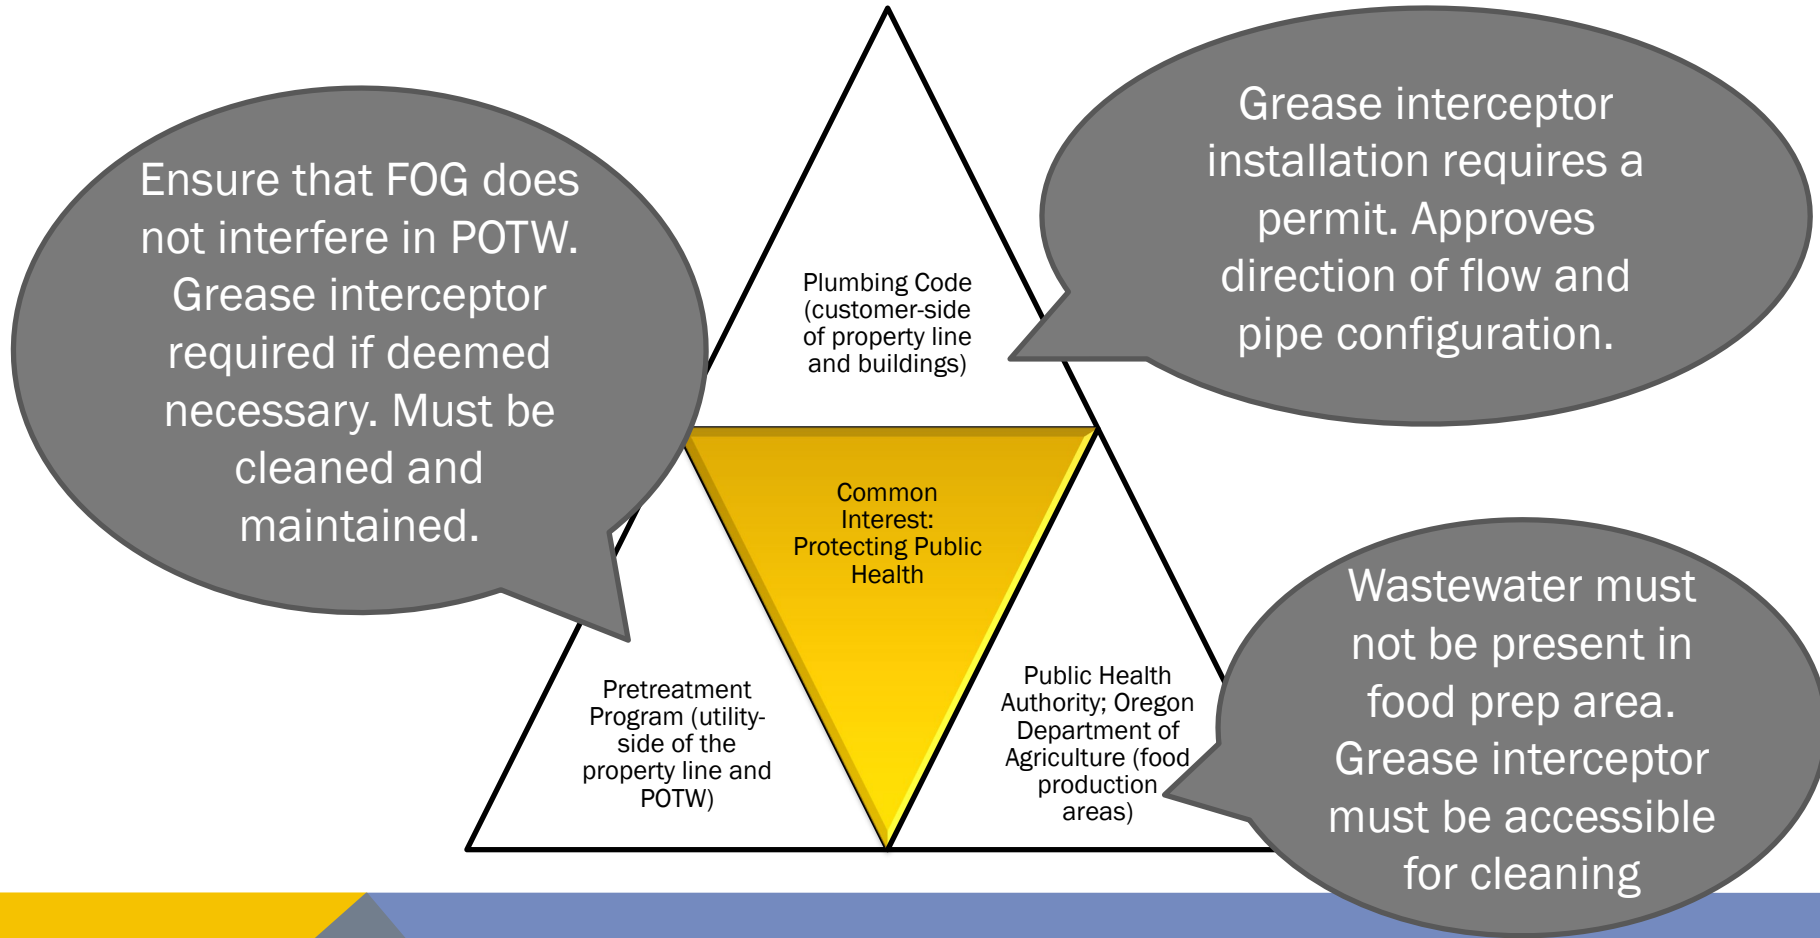 Ensure that FOG does
not interfere in POTW.
Grease interceptor
required if deemed
necessary. Must be
cleaned and
maintained.
Grease interceptor
installation requires a
permit. Approves
direction of flow and
pipe configuration.
Plumbing Code
(customer-side
of property line
and buildings)
Common
Interest:
Protecting Public
Health
Pretreatment
Program (utility-
side of the
property line and
POTW)
Public Health
Authority; Oregon
Department of
Agriculture (food
production
areas)
Wastewater must
not be present in
food prep area.
Grease interceptor
must be accessible
for cleaning